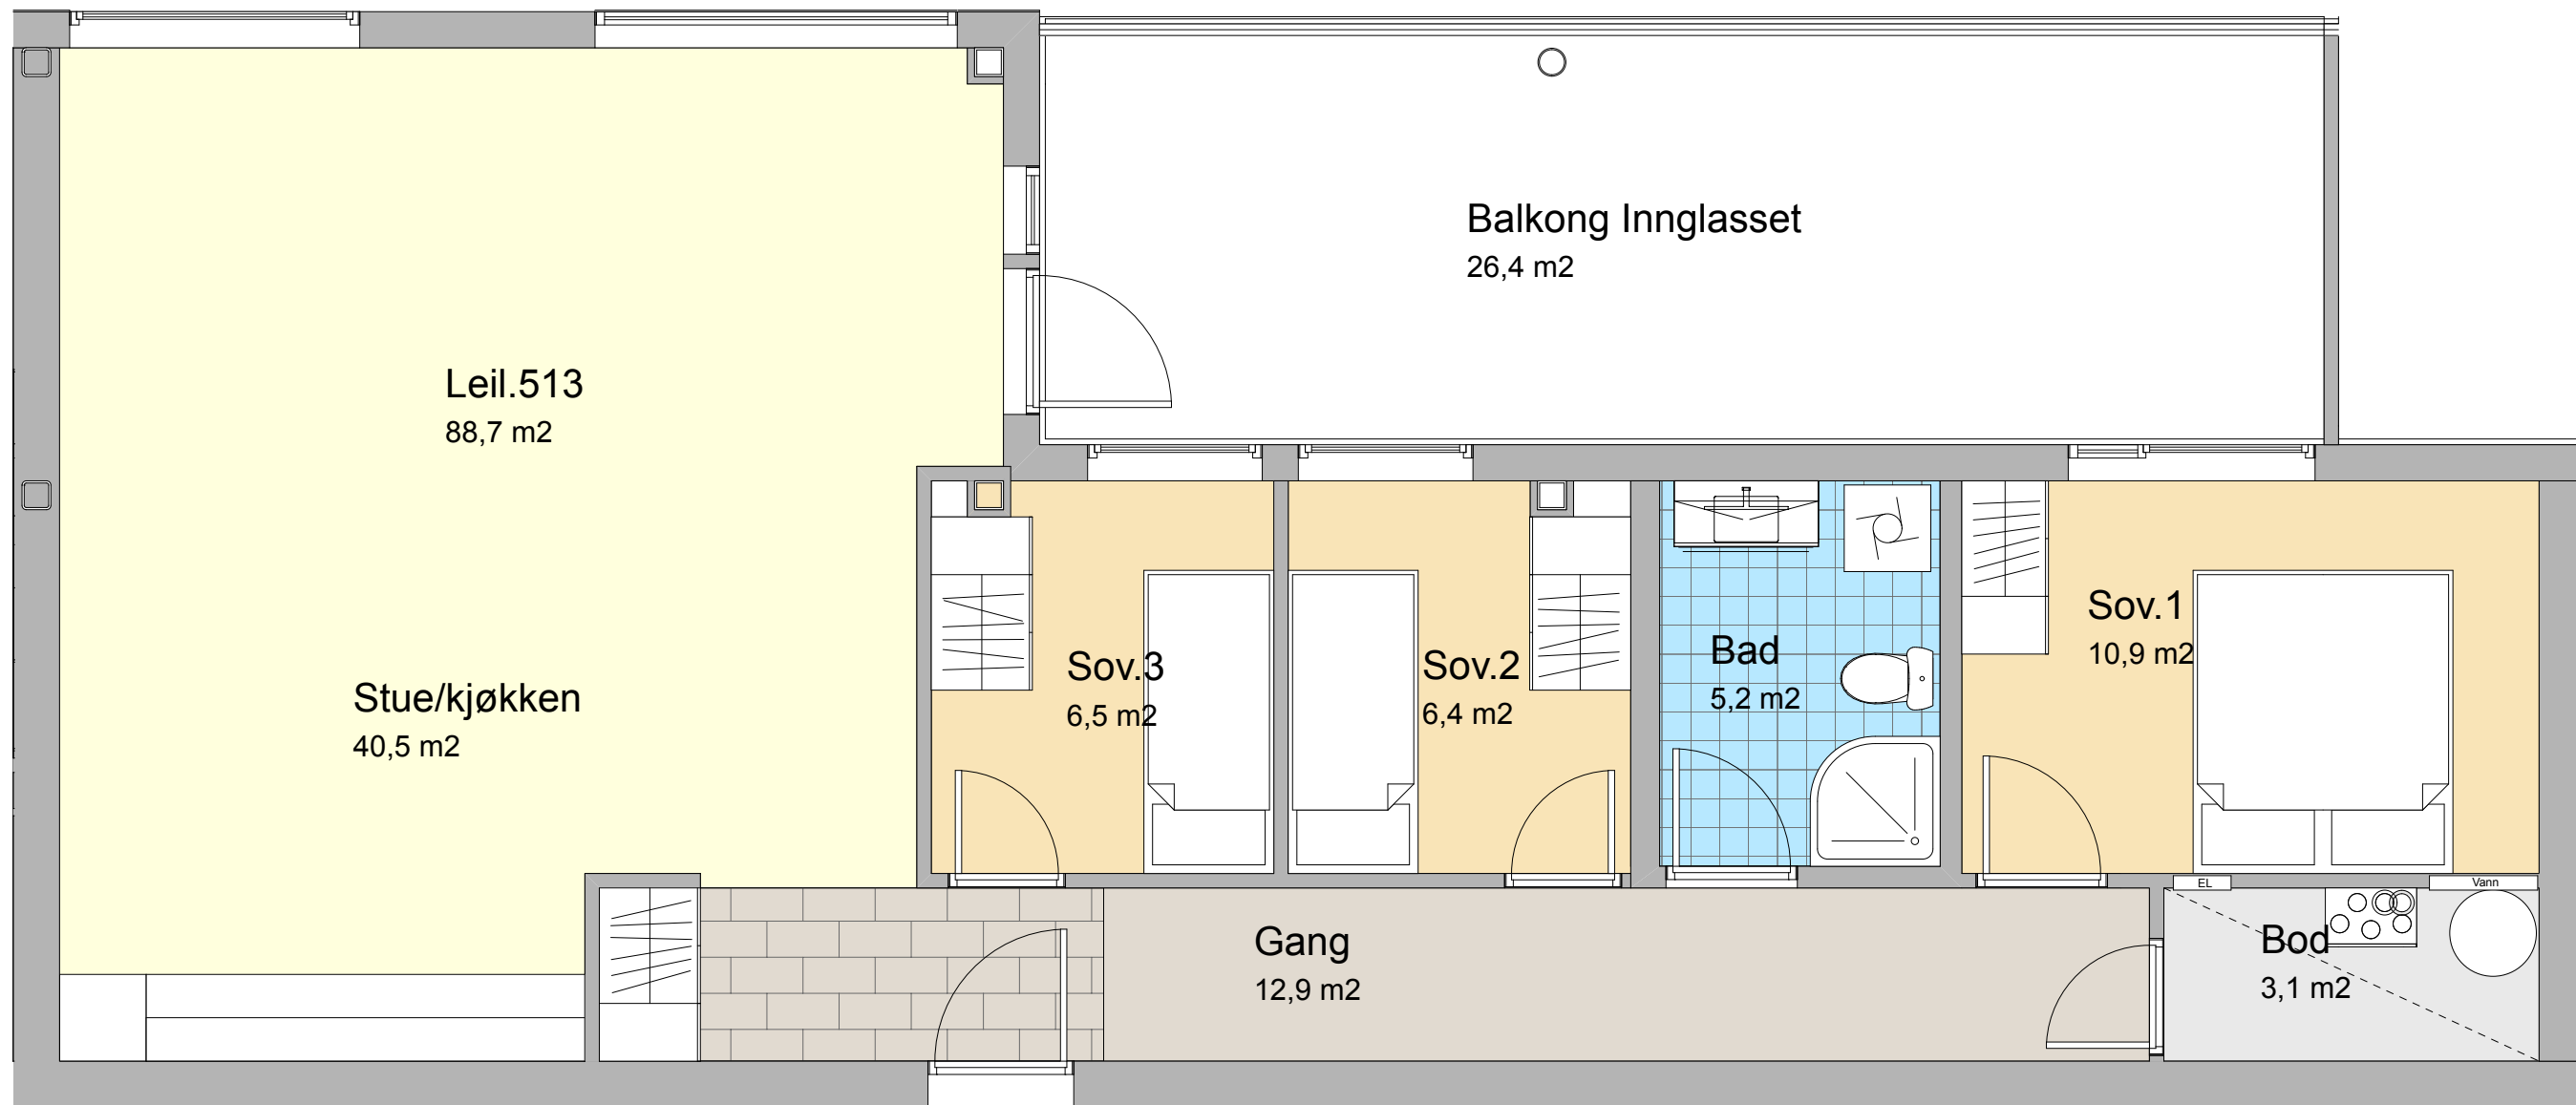 Balkong Innglasset
26,4 m2
Leil.513
88,7 m2
Stue/kjøkken
40,5 m2
Sov.3
6,5 m2
Sov.2
6,4 m2
Bad
5,2 m2
Sov.1
10,9 m2
EL
Vann
Gang
12,9 m2
Bod
3,1 m2